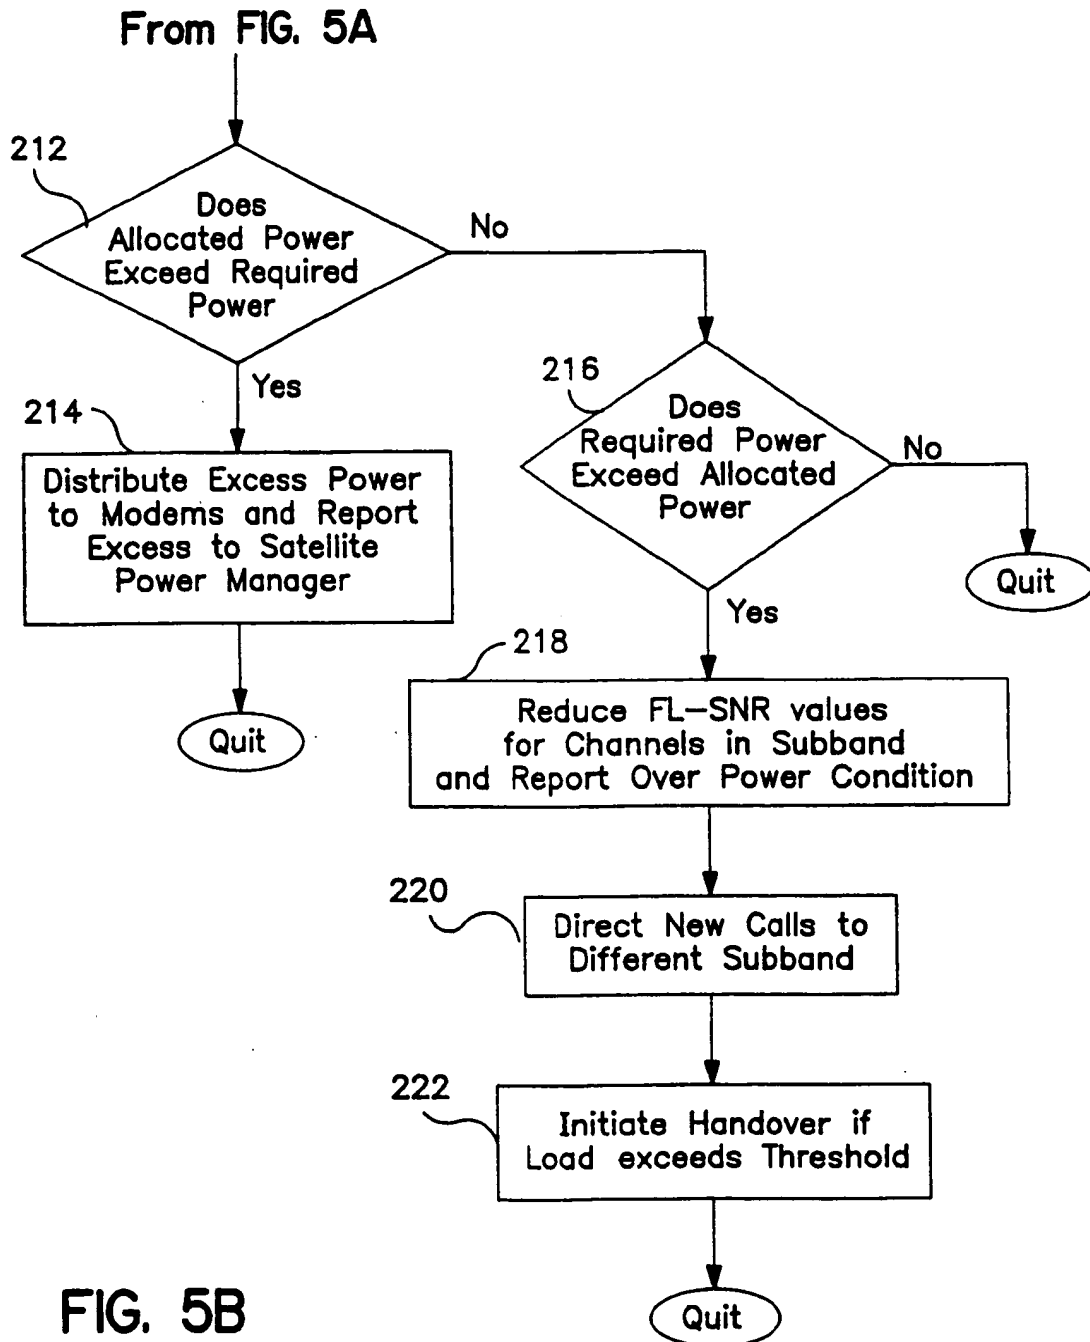 From FIG. 5A
212
Does
Allocated Power
Exceed Required
Power
No
Yes
214
Distribute Excess Power
to Modems and Report
Excess to Satellite
Power Manager
Quit
216
Does
Required Power
Exceed Allocated
Power
No
Quit
Yes
218
Reduce FL-SNR values
for Channels in Subband
and Report Over Power Condition
220
Direct New Calls to
Different Subband
222
Initiate Handover if
Load exceeds Threshold
Quit
FIG. 5B